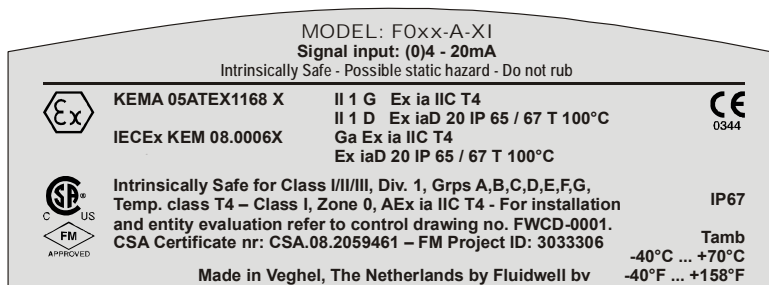 MODEL: F0xx-A-XI
Signal input: (0)4 - 20mA
Intrinsically Safe - Possible static hazard - Do not rub
Ex
KEMA 05ATEX1168 X II 1 G Ex ia IIC T4
II 1 D Ex iaD 20 IP 65 / 67 T 100°C
IECEx KEM 08.0006X Ga Ex ia IIC T4
Ex iaD 20 IP 65 / 67 T 100°C
CE
0344
SA ®
C US
FM
APPROVED
Intrinsically Safe for Class I/II/III, Div. 1, Grps A,B,C,D,E,F,G,
Temp. class T4 – Class I, Zone 0, AEx ia IIC T4 - For installation
and entity evaluation refer to control drawing no. FWCD-0001.
CSA Certificate nr: CSA.08.2059461 – FM Project ID: 3033306
IP67
Tamb
-40°C ... +70°C
Made in Veghel, The Netherlands by Fluidwell bv -40°F ... +158°F